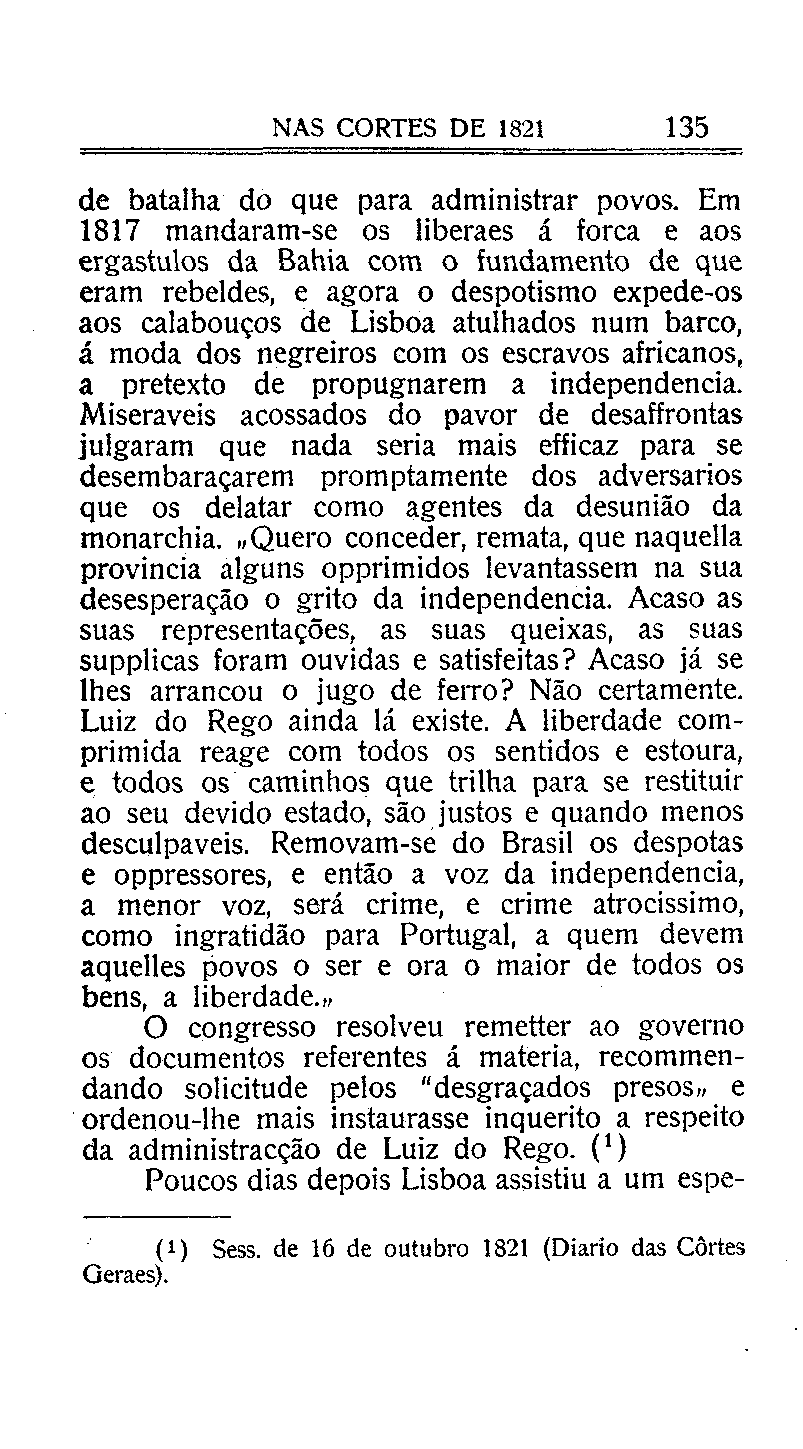 NAS CORTES DE 1821 135
de batalha do que para administrar povos. Em
1817 mandaram-se os liberaes á forca e aos
ergastulos da Bahia com o fundamento de que
eram rebeldes, e agora o despotismo expede-os
aos calabouços de Lisboa atulhados num barco,
á moda dos negreiros com os escravos africanos,
a pretexto de propugnarem a independencia.
Miseraveis acossados do pavor de desaffrontas
julgaram que nada seria mais efficaz para se
desembaraçarem promptamente dos adversarios
que os delatar como agentes da desunião da
monarchia. „Quero conceder, remata, que naquella
provincia alguns opprimidos levantassem na sua
desesperação o grito da independencia. Acaso as
suas representações, as suas queixas, as suas
supplicas foram ouvidas e satisfeitas? Acaso já se
lhes arrancou o jugo de ferro? Não certamente.
Luiz do Rego ainda lá existe. A liberdade com-
primida reage com todos os sentidos e estoura,
e todos os caminhos que trilha para se restituir
ao seu devido estado, são justos e quando menos
desculpaveis. Removam-se do Brasil os despotas
e oppressores, e então a voz da independencia,
a menor voz, será crime, e crime atrocissimo,
como ingratidão para Portugal, a quem devem
aquelles povos o ser e ora o maior de todos os
bens, a liberdade.„
O congresso resolveu remetter ao governo
os documentos referentes á materia, recommen-
dando solicitude pelos "desgraçados presos„ e
ordenou-lhe mais instaurasse inquerito a respeito
da administracção de Luiz do Rego. (¹)
Poucos dias depois Lisboa assistiu a um espe-
(¹) Sess. de 16 de outubro 1821 (Diario das Côrtes
Geraes).